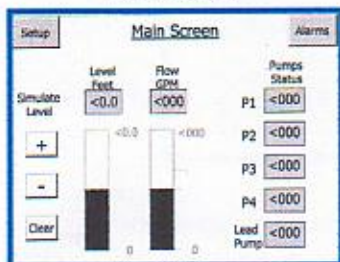 Setup
Main Screen
Alarms
Level
Feet
Flow
GPM
Pumps
Status
Simulate
Level
<0.0
<000
P1 <000
+
<0.0
<000
P2 <000
-
P3 <000
P4 <000
Clear
0
0
Lead
Pump
<000